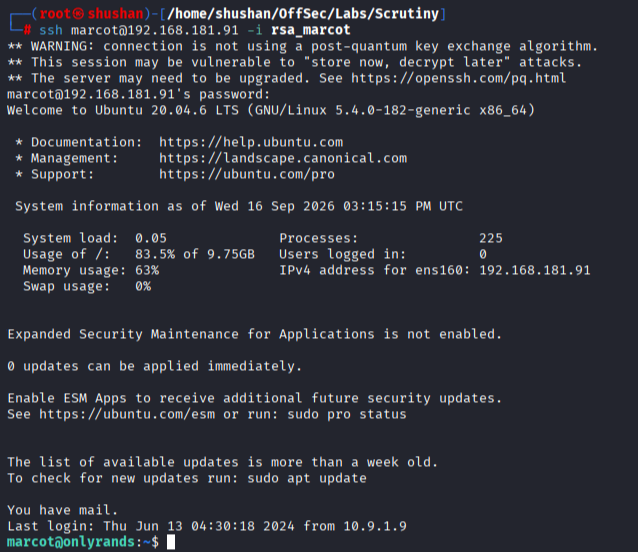 ┌──(root㉿shushan)-[/home/shushan/OffSec/Labs/Scrutiny]
└─# ssh marcot@192.168.181.91 -i rsa_marcot
** WARNING: connection is not using a post-quantum key exchange algorithm.
** This session may be vulnerable to "store now, decrypt later" attacks.
** The server may need to be upgraded. See https://openssh.com/pq.html
marcot@192.168.181.91's password:
Welcome to Ubuntu 20.04.6 LTS (GNU/Linux 5.4.0-182-generic x86_64)
* Documentation:  https://help.ubuntu.com
* Management:     https://landscape.canonical.com
* Support:        https://ubuntu.com/pro
System information as of Wed 16 Sep 2026 03:15:15 PM UTC
System load:  0.05              Processes:              225
Usage of /:   83.5% of 9.75GB   Users logged in:        0
Memory usage: 63%               IPv4 address for ens160: 192.168.181.91
Swap usage:   0%
Expanded Security Maintenance for Applications is not enabled.
0 updates can be applied immediately.
Enable ESM Apps to receive additional future security updates.
See https://ubuntu.com/esm or run: sudo pro status
The list of available updates is more than a week old.
To check for new updates run: sudo apt update
You have mail.
Last login: Thu Jun 13 04:30:18 2024 from 10.9.1.9
marcot@onlyrands:~$